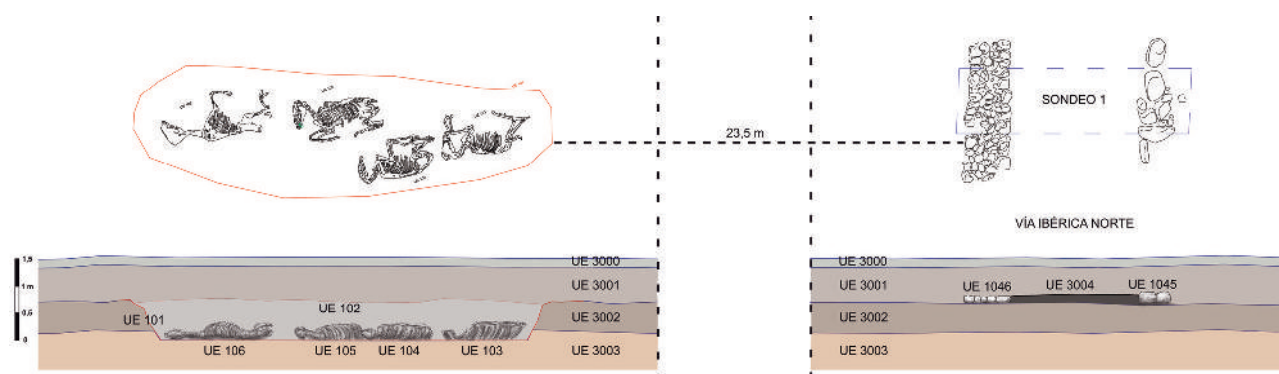 SONDEO 1
23,5 m
VÍA IBÉRICA NORTE
1,5
1 m
0,5
0
UE 3000
UE 3001
UE 102
UE 101
UE 3002
UE 106
UE 105
UE 104
UE 103
UE 3003
UE 3000
UE 3001
UE 1046
UE 3004
UE 1045
UE 3002
UE 3003